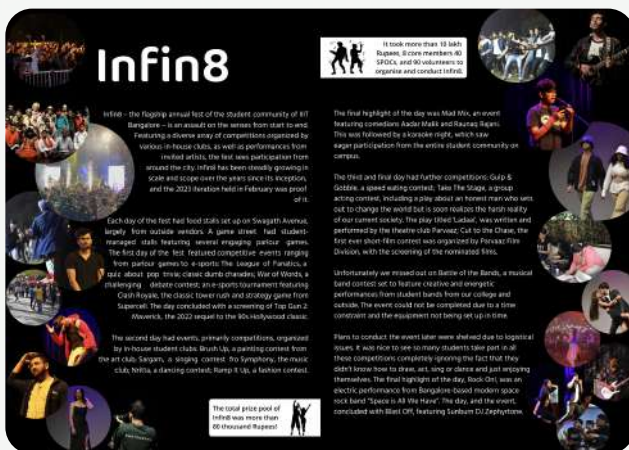 Infin8
It took more than 10 lakh
Rupees, 8 core members 40
SPOCs, and 90 volunteers to
organise and conduct Infin8.
Infin8 – the flagship annual fest of the student community of IIIT
Bangalore – is an assault on the senses from start to end.
Featuring a diverse array of competitions organized by
various in-house clubs, as well as performances from
invited artists, the fest sees participation from
around the city. Infin8 has been steadily growing in
scale and scope over the years since its inception,
and the 2023 iteration held in February was proof
of it.
Each day of the fest had food stalls set up on Swagath Avenue,
largely from outside vendors. A game street had student-
managed stalls featuring several engaging parlour games.
The first day of the fest featured competitive events ranging
from parlour games to e-sports: The League of Fanatics, a
quiz about pop trivia; classic dumb charades; War of Words, a
challenging debate contest; an e-sports tournament featuring
Clash Royale, the classic tower rush and strategy game from
Supercell. The day concluded with a screening of Top Gun 2:
Maverick, the 2022 sequel to the 80s Hollywood classic.
The second day had events, primarily competitions, organized
by in-house student clubs: Brush Up, a painting contest from
the art club; Sargam, a singing contest fro Symphony, the music
club; Nritta, a dancing contest; Ramp It Up, a fashion contest.
The total prize pool of
Infin8 was more than
80 thousand Rupees!
The final highlight of the day was Mad Mix, an event
featuring comedians Aadar Malik and Raunaq Rajani.
This was followed by a karaoke night, which saw
eager participation from the entire student community on
campus.
The third and final day had further competitions: Gulp &
Gobble, a speed eating contest; Take The Stage, a group
acting contest, including a play about an honest man who sets
out to change the world but is soon realizes the harsh reality
of our current society. The play titled 'Ladaai', was written and
performed by the theatre club Parvaaz; Cut to the Chase, the
first ever short-film contest was organized by Parvaaz Film
Division, with the screening of the nominated films.
Unfortunately we missed out on Battle of the Bands, a musical
band contest set to feature creative and energetic
performances from student bands from our college and
outside. The event could not be completed due to a time
constraint and the equipment not being set up in time.
Plans to conduct the event later were shelved due to logistical
issues. It was nice to see so many students take part in all
these competitions completely ignoring the fact that they
didn't know how to draw, act, sing or dance and just enjoying
themselves. The final highlight of the day, Rock On!, was an
electric performance from Bangalore-based modern space
rock band "Space is All We Have". The day, and the event,
concluded with Blast Off, featuring Sunburn DJ Zephyrtone.